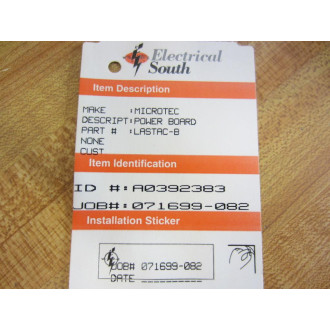 Electrical
South
Item Description
MAKE :MICROTEC
DESCRIPT:POWER BOARD
PART # :LASTAC-B
NONE
CUST
Item Identification
ID #:A0392383
JOB#:071699-082
Installation Sticker
JOB# 071699-082
DATE